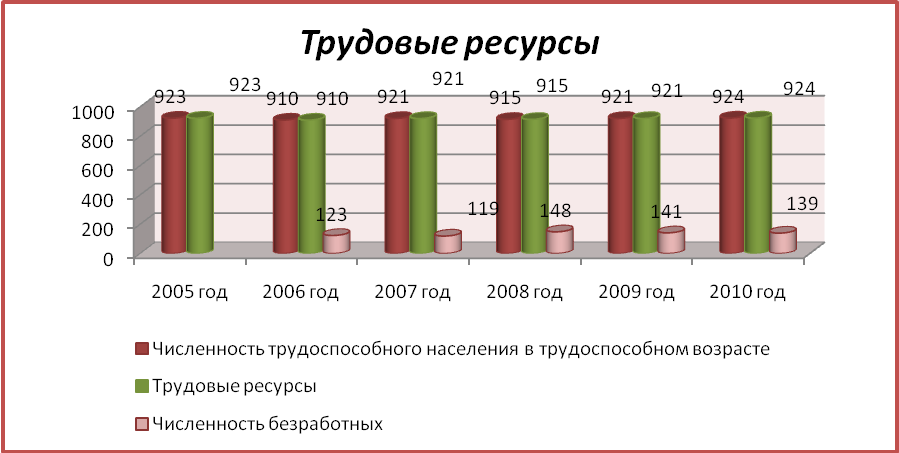 Трудовые ресурсы
923 923 910 910 921 921 915 915 921 921 924 924
1000
800
600
400
200
0
123 119 148 141 139
2005 год 2006 год 2007 год 2008 год 2009 год 2010 год
Численность трудоспособного населения в трудоспособном возрасте
Трудовые ресурсы
Численность безработных